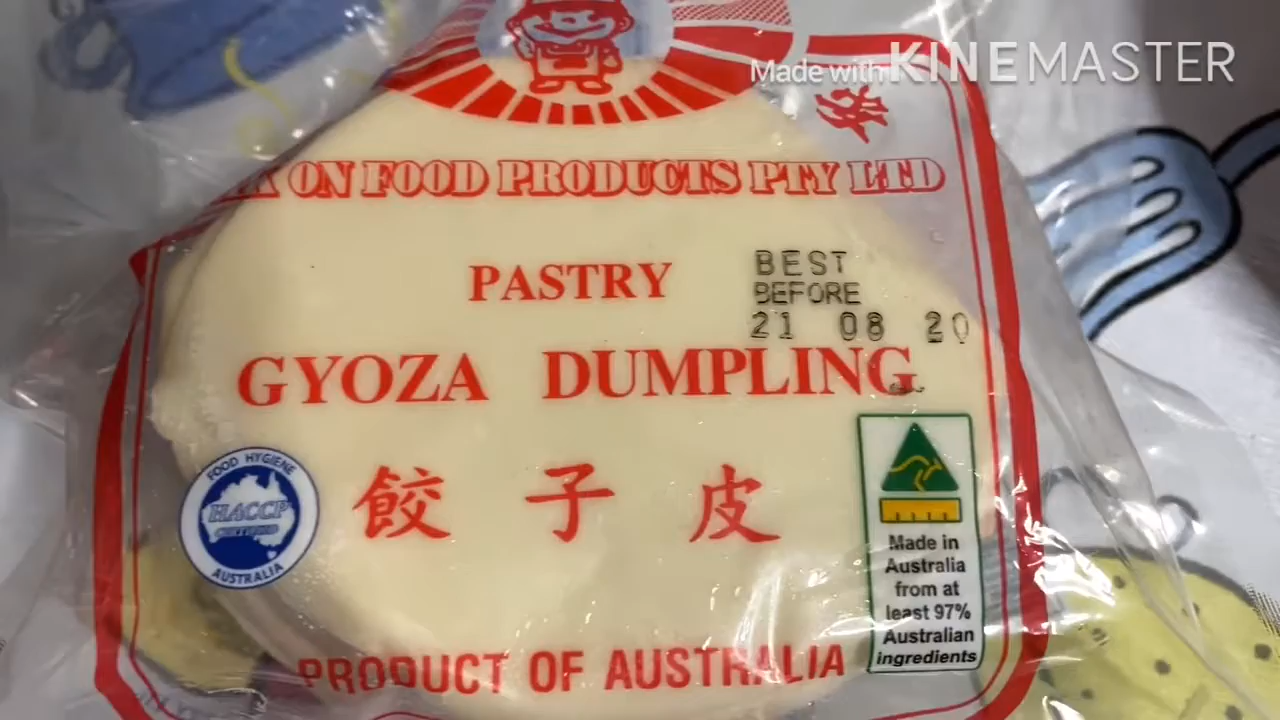 Made with KINEMASTER
ON FOOD PRODUCTS PTY LTD
PASTRY
BEST
BEFORE
21 08 20
GYOZA DUMPLING
餃子皮
FOOD HYGIENE
HACCP
CERTIFIED
AUSTRALIA
Made in
Australia
from at
least 97%
Australian
ingredients
PRODUCT OF AUSTRALIA